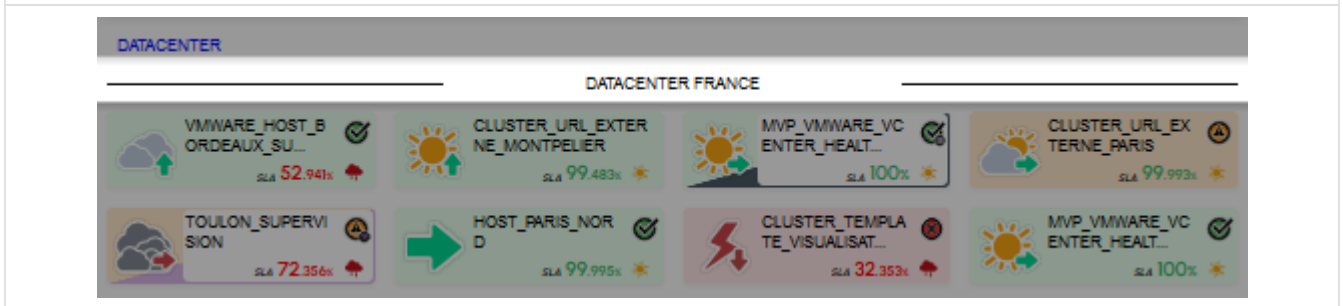 DATACENTER
DATACENTER FRANCE
VMWARE_HOST_B
ORDEAUX_SU...
SLA 52.941%
CLUSTER_URL_EXTER
NE_MONTPELIER
SLA 99.483%
MVP_VMWARE_VC
ENTER_HEALT...
SLA 100%
CLUSTER_URL_EX
TERNE_PARIS
SLA 99.993%
TOULON_SUPERVI
SION
SLA 72.356%
HOST_PARIS_NOR
D
SLA 99.995%
CLUSTER_TEMPLA
TE_VISUALISAT...
SLA 32.353%
MVP_VMWARE_VC
ENTER_HEALT...
SLA 100%